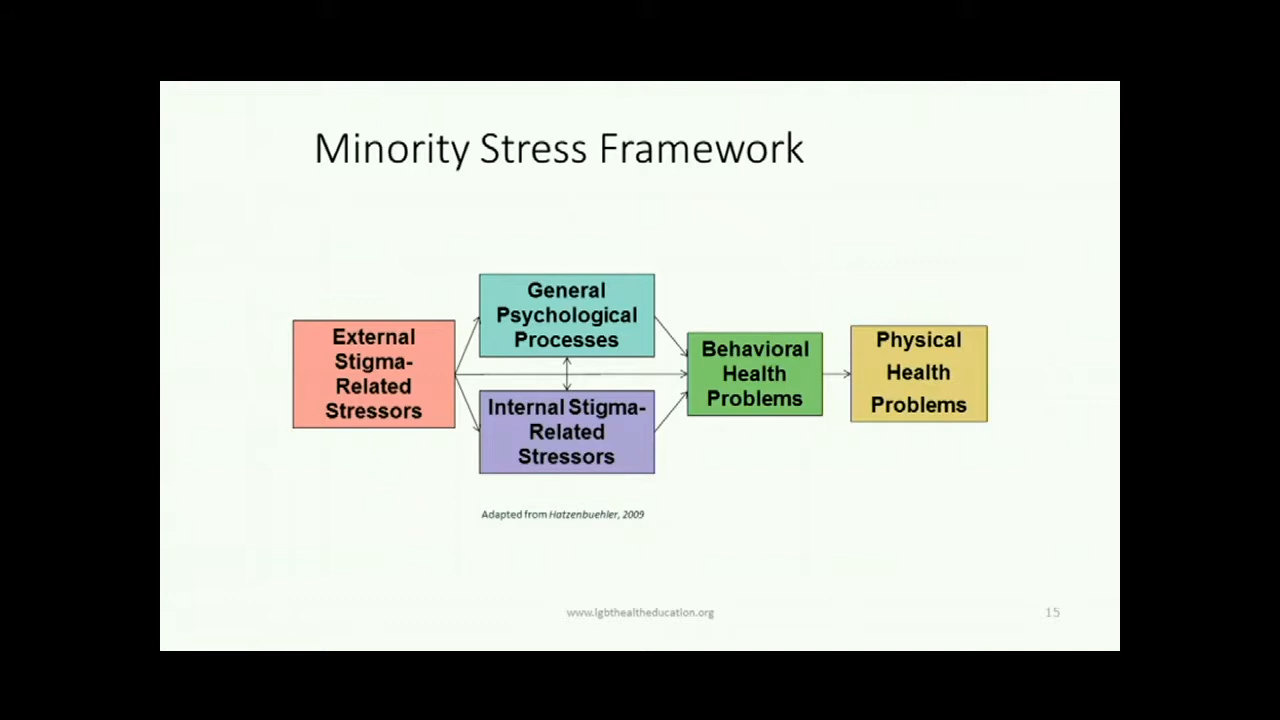 Minority Stress Framework
General
Psychological
Processes
External
Stigma-
Related
Stressors
Internal Stigma-
Related
Stressors
Behavioral
Health
Problems
Physical
Health
Problems
Adapted from Hatzenbuehler, 2009
www.lgbthealtheducation.org
15